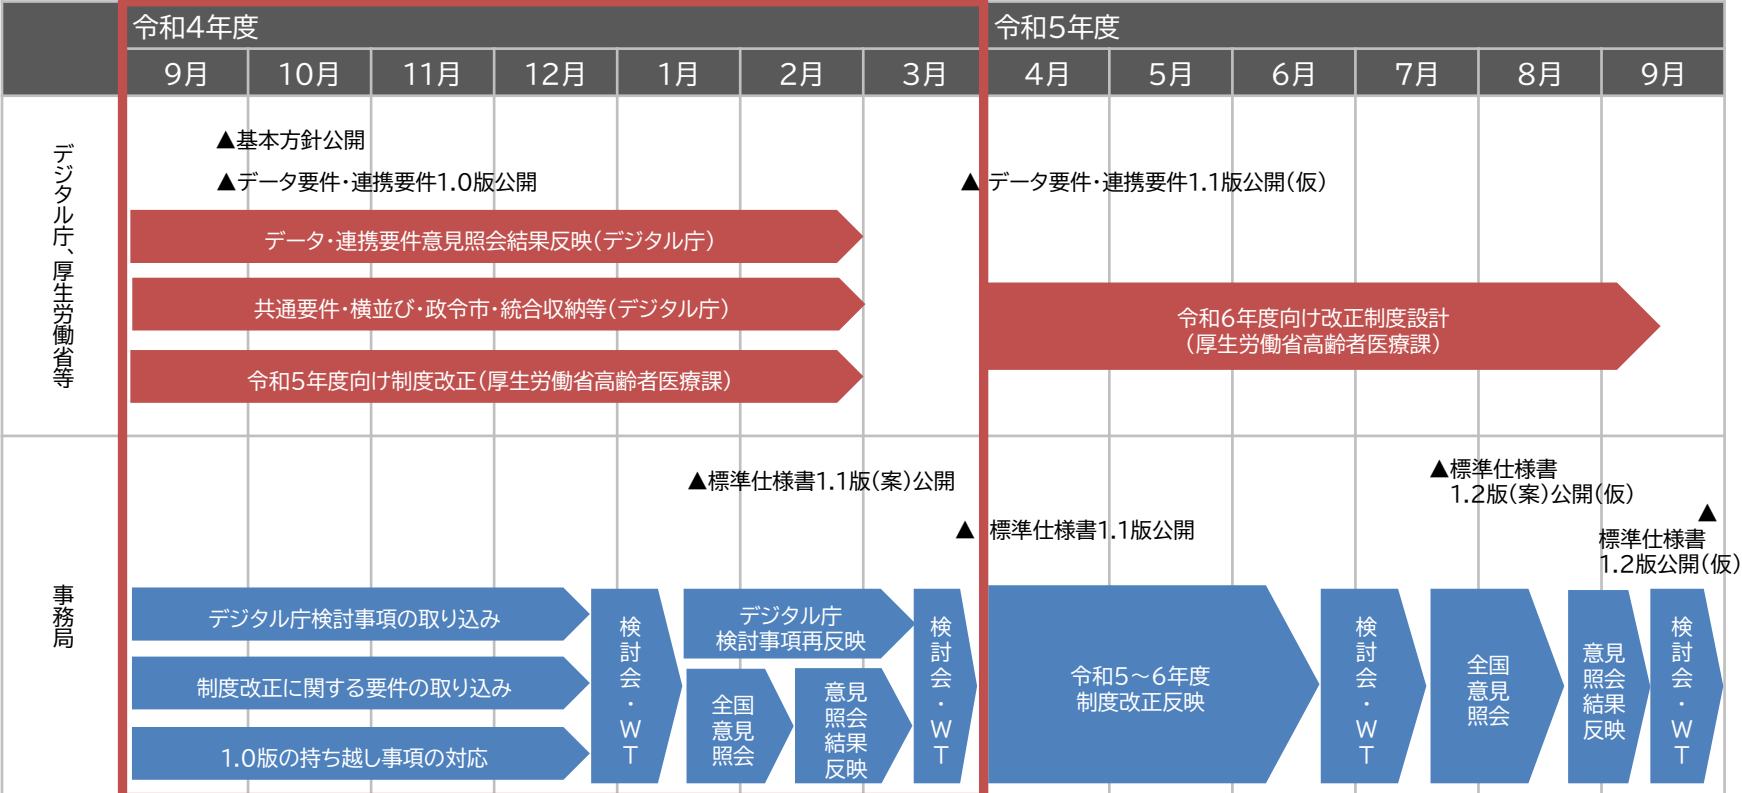 令和4年度
令和5年度
9月
10月
11月
12月
1月
2月
3月
4月
5月
6月
7月
8月
9月
デジタル庁、厚生労働省等
▲基本方針公開
▲データ要件・連携要件1.0版公開
▲ データ要件・連携要件1.1版公開(仮)
データ・連携要件意見照会結果反映(デジタル庁)
共通要件・横並び・政令市・統合収納等(デジタル庁)
令和5年度向け制度改正(厚生労働省高齢者医療課)
令和6年度向け改正制度設計
(厚生労働省高齢者医療課)
事務局
▲標準仕様書1.1版(案)公開
▲ 標準仕様書1.1版公開
▲標準仕様書
1.2版(案)公開(仮)
▲
標準仕様書
1.2版公開(仮)
デジタル庁検討事項の取り込み
制度改正に関する要件の取り込み
1.0版の持ち越し事項の対応
検討会・WT
デジタル庁
検討事項再反映
全国
意見
照会
意見
照会
結果
反映
検討会・WT
令和5～6年度
制度改正反映
検討会・WT
全国
意見
照会
意見
照会
結果
反映
検討会・WT